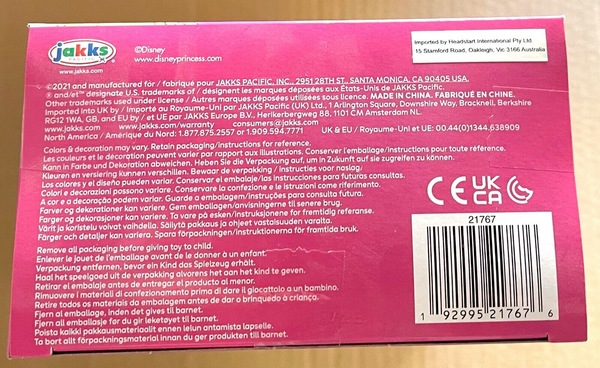 jakks
PACIFIC
www.jakks.com
©Disney
www.disneyprincess.com
Imported by Headstart International Pty Ltd
15 Stamford Road, Oakleigh, Vic 3166 Australia
©2021 and manufactured for / fabriqué pour JAKKS PACIFIC, INC., 2951 28TH ST., SANTA MONICA, CA 90405 USA.
® and/et ™ designate U.S. trademarks of / désignent les marques déposées aux États-Unis de JAKKS Pacific.
Other trademarks used under license / Autres marques déposées utilisées sous licence. MADE IN CHINA. FABRIQUÉ EN CHINE.
Imported into UK by / Importé au Royaume-Uni par JAKKS Pacific (UK) Ltd., 1 Arlington Square, Downshire Way, Bracknell, Berkshire
RG12 1WA, GB, and EU by / et UE par JAKKS Europe B.V., Herikerbergweg 88, 1101 CM Amsterdam NL.
www.jakks.com www.jakks.com/warranty consumers@jakks.com
North America / Amérique du Nord: 1.877.875.2557 or 1.909.594.7771 UK & EU / Royaume-Uni et UE: 00.44(0)1344.638909
Colors & decoration may vary. Retain packaging/instructions for reference.
Les couleurs et le décoration peuvent varier par rapport aux illustrations. Conserver l'emballage/instructions pour toute référence.
Kann in Farbe und Dekoration abweichen. Heben Sie die Verpackung auf, um in Zukunft auf sie zugreifen zu können.
Kleuren en versiering kunnen verschillen. Bewaar de verpakking / instructies voor naslag.
Los colores y el diseño pueden variar. Conserve el embalaje/las instrucciones para futuras consultas.
Colori e decorazioni possono variare. Conservare la confezione e le istruzioni come riferimento.
A cor e a decoração podem variar. Guarde a embalagem/instruções para consulta futura.
Farver og dekorationer kan variere. Gem emballagen/anvisningerne til senere brug.
Farger og dekorasjoner kan variere. Ta vare på esken/instruksjonene for fremtidig referanse.
Värit ja koristelu voivat vaihdella. Säilytä pakkaus ja ohjeet vastaisuuden varalta.
Färger och detaljer kan variera. Spara förpackningen/instruktionerna för framtida bruk.
Remove all packaging before giving toy to child.
Enlever le jouet de l'emballage avant de le donner à un enfant.
Verpackung entfernen, bevor ein Kind das Spielzeug erhält.
Haal het speelgoed uit de verpakking alvorens het aan het kind te geven.
Retirar el embalaje antes de entregar el producto al menor.
Rimuovere i materiali di confezionamento prima di dare il giocattolo a un bambino.
Retire todos os materiais da embalagem antes de dar o brinquedo à criança.
Fjern al emballage, inden det gives til barnet.
Fjern all emballasje før du gir leketøyet til barnet.
Poista kaikki pakkausmateriaalit ennen lelun antamista lapselle.
Ta bort allt förpackningsmaterial innan du ger produkten till barnet.
CE UK
CA
21767
1 92995 21767 6